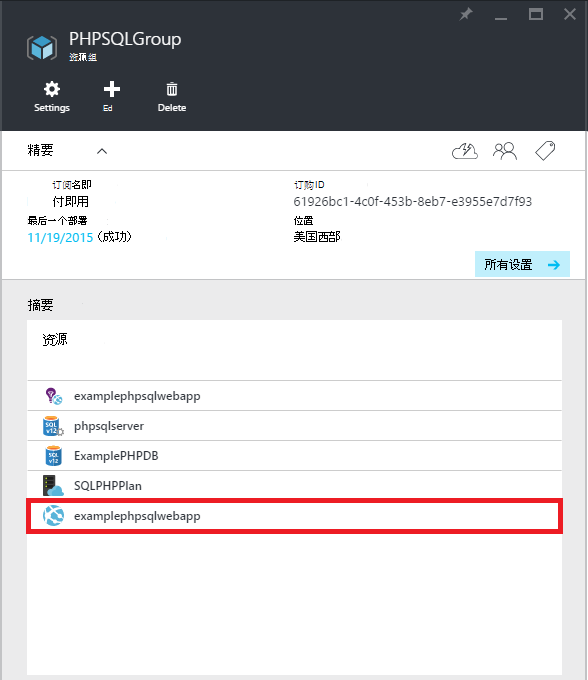 PHPSQLGroup
资源组
Settings
Ed
Delete
精要
订阅名即
订购ID
付即用
61926bc1-4c0f-453b-8eb7-e3955e7d7f93
最后一个部署
位置
11/19/2015 (成功)
美国西部
所有设置
摘要
资源
examplephpsqlwebapp
phpsqlserver
ExamplePHPDB
SQLPHPPlan
examplephpsqlwebapp